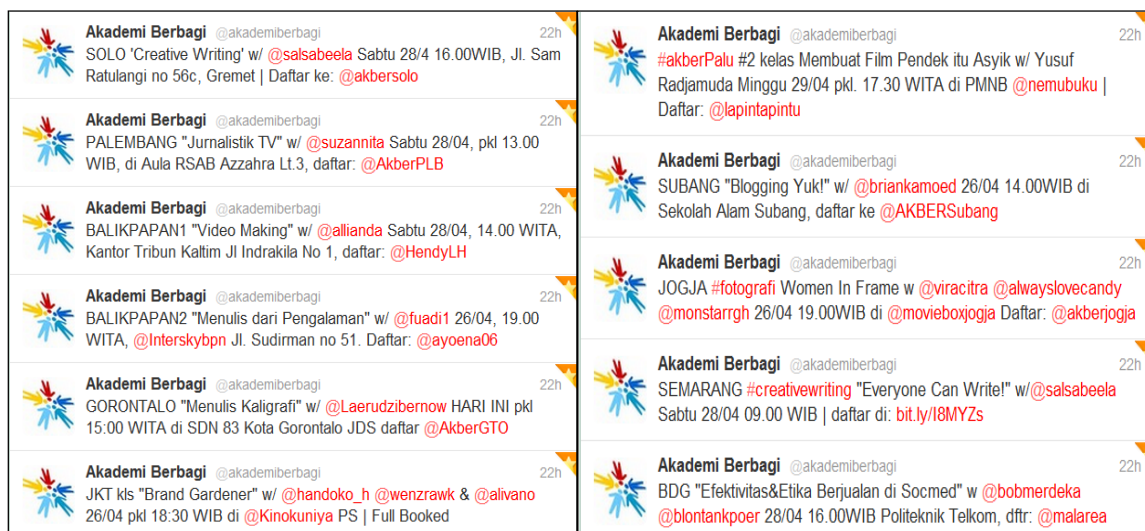 Akademi Berbagi @akademiberbagi 22h
SOLO 'Creative Writing' w/ @salsabeela Sabtu 28/4 16.00WIB, Jl. Sam
Ratulangi no 56c, Gremet | Daftar ke: @akbersolo
Akademi Berbagi @akademiberbagi 22h
PALEMBANG "Jurnalistik TV" w/ @suzannita Sabtu 28/04, pkl 13.00
WIB, di Aula RSAB Azzahra Lt.3, daftar: @AkberPLB
Akademi Berbagi @akademiberbagi 22h
BALIKPAPAN1 "Video Making" w/ @allianda Sabtu 28/04, 14.00 WITA,
Kantor Tribun Kaltim Jl Indrakila No 1, daftar: @HendyLH
Akademi Berbagi @akademiberbagi 22h
BALIKPAPAN2 "Menulis dari Pengalaman" w/ @fuadi1 26/04, 19.00
WITA, @Interskybpn Jl. Sudirman no 51. Daftar: @ayoena06
Akademi Berbagi @akademiberbagi 22h
GORONTALO "Menulis Kaligrafi" w/ @Laerudzibernow HARI INI pkl
15:00 WITA di SDN 83 Kota Gorontalo JDS daftar @AkberGTO
Akademi Berbagi @akademiberbagi 22h
JKT kls "Brand Gardener" w/ @handoko_h @wenzrawk & @alivano
26/04 pkl 18:30 WIB di @Kinokuniya PS | Full Booked
Akademi Berbagi @akademiberbagi 22h
#akberPalu #2 kelas Membuat Film Pendek itu Asyik w/ Yusuf
Radjamuda Minggu 29/04 pkl. 17.30 WITA di PMNB @nemubuku |
Daftar: @lapintapintu
Akademi Berbagi @akademiberbagi 22h
SUBANG "Blogging Yuk!" w/ @briankamoed 26/04 14.00WIB di
Sekolah Alam Subang, daftar ke @AKBERSubang
Akademi Berbagi @akademiberbagi 22h
JOGJA #fotografi Women In Frame w @viracitra @alwayslovecandy
@monstarrgh 26/04 19.00WIB di @movieboxjogja Daftar: @akberjogja
Akademi Berbagi @akademiberbagi 22h
SEMARANG #creativewriting "Everyone Can Write!" w/@salsabeela
Sabtu 28/04 09.00 WIB | daftar di: bit.ly/I8MYZs
Akademi Berbagi @akademiberbagi 22h
BDG "Efektivitas&Etika Berjualan di Socmed" w @bobmerdeka
@blontankpoer 28/04 16.00WIB Politeknik Telkom, dftr: @malarea